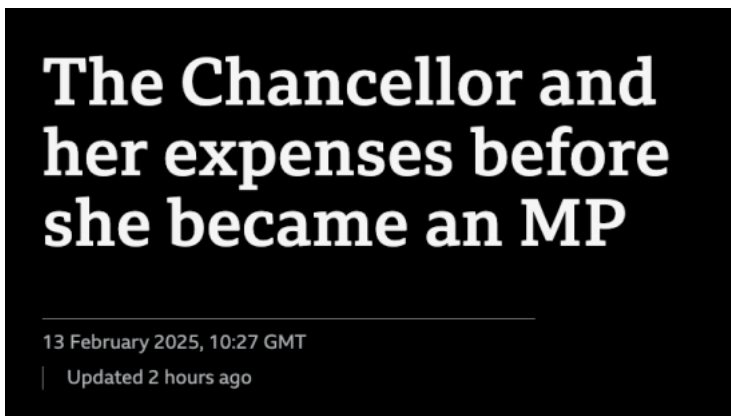 The Chancellor and
her expenses before
she became an MP
13 February 2025, 10:27 GMT
Updated 2 hours ago